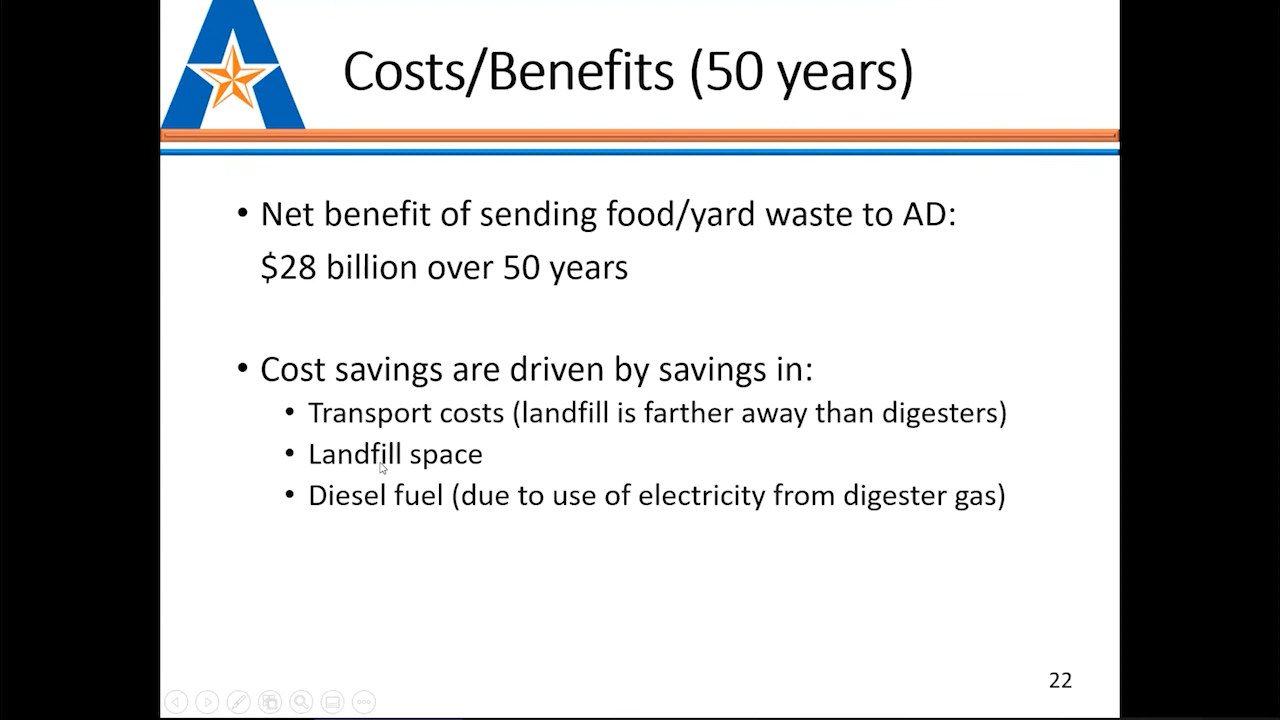 Costs/Benefits (50 years)
• Net benefit of sending food/yard waste to AD:
$28 billion over 50 years
• Cost savings are driven by savings in:
• Transport costs (landfill is farther away than digesters)
• Landfill space
• Diesel fuel (due to use of electricity from digester gas)
22